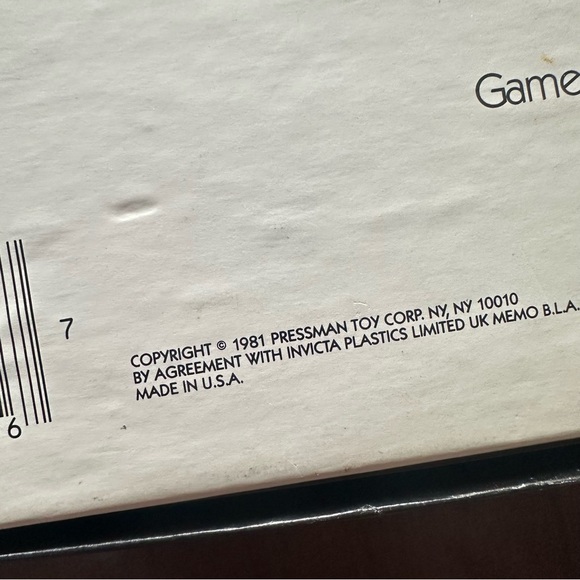 Game
7
COPYRIGHT © 1981 PRESSMAN TOY CORP. NY, NY 10010
BY AGREEMENT WITH INVICTA PLASTICS LIMITED UK MEMO B.L.A.
MADE IN U.S.A.
6